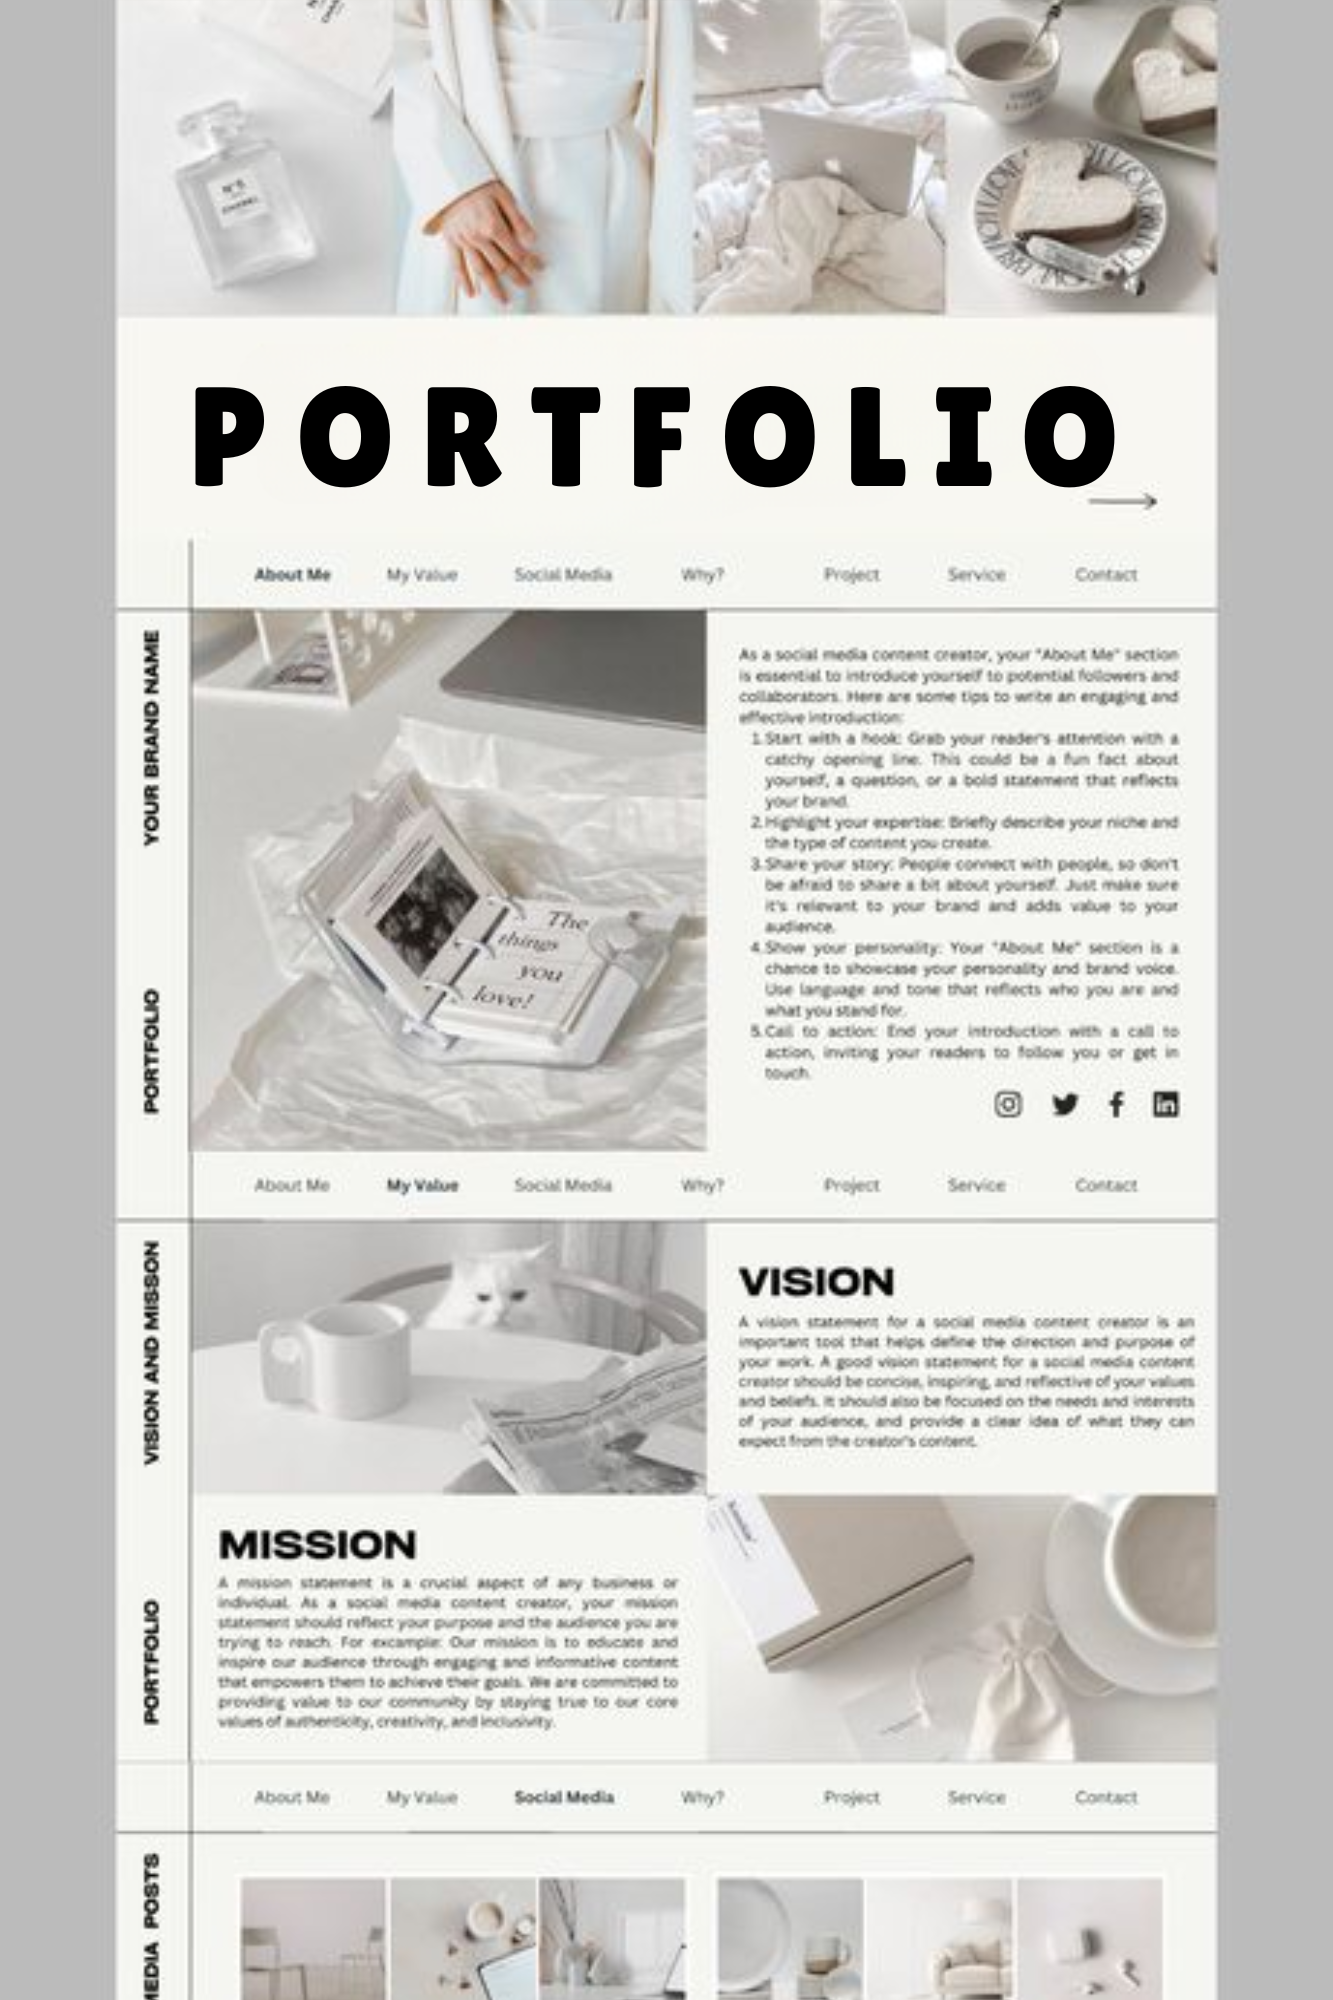 N°5
CHANEL
PORTFOLIO
About Me My Value Social Media Why? Project Service Contact
YOUR BRAND NAME
PORTFOLIO
The
things
you
love!
As a social media content creator, your "About Me" section
is essential to introduce yourself to potential followers and
collaborators. Here are some tips to write an engaging and
effective introduction:
1. Start with a hook: Grab your reader's attention with a
catchy opening line. This could be a fun fact about
yourself, a question, or a bold statement that reflects
your brand.
2. Highlight your expertise: Briefly describe your niche and
the type of content you create.
3. Share your story: People connect with people, so don't
be afraid to share a bit about yourself. Just make sure
it's relevant to your brand and adds value to your
audience.
4. Show your personality: Your "About Me" section is a
chance to showcase your personality and brand voice.
Use language and tone that reflects who you are and
what you stand for.
5. Call to action: End your introduction with a call to
action, inviting your readers to follow you or get in
touch.
in
About Me My Value Social Media Why? Project Service Contact
VISION AND MISSON
PORTFOLIO
VISION
A vision statement for a social media content creator is an
important tool that helps define the direction and purpose of
your work. A good vision statement for a social media content
creator should be concise, inspiring, and reflective of your values
and beliefs. It should also be focused on the needs and interests
of your audience, and provide a clear idea of what they can
expect from the creator's content.
MISSION
A mission statement is a crucial aspect of any business or
individual. As a social media content creator, your mission
statement should reflect your purpose and the audience you are
trying to reach. For excample: Our mission is to educate and
inspire our audience through engaging and informative content
that empowers them to achieve their goals. We are committed to
providing value to our community by staying true to our core
values of authenticity, creativity, and inclusivity.
About Me My Value Social Media Why? Project Service Contact
MEDIA POSTS